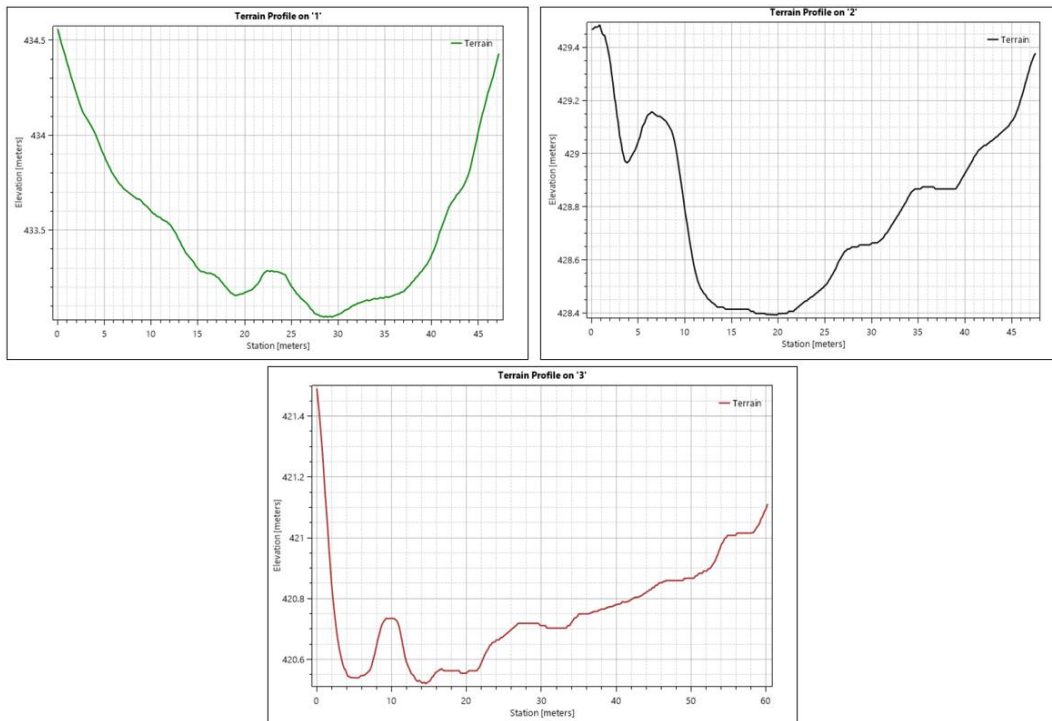 Terrain Profile on '1'
434.5
434
433.5
Elevation [meters]
Terrain
0 5 10 15 20 25 30 35 40 45
Station [meters]
Terrain Profile on '2'
429.4
429.2
429
428.8
428.6
428.4
Elevation [meters]
Terrain
0 5 10 15 20 25 30 35 40 45
Station [meters]
Terrain Profile on '3'
421.4
421.2
421
420.8
420.6
Elevation [meters]
Terrain
0 10 20 30 40 50 60
Station [meters]